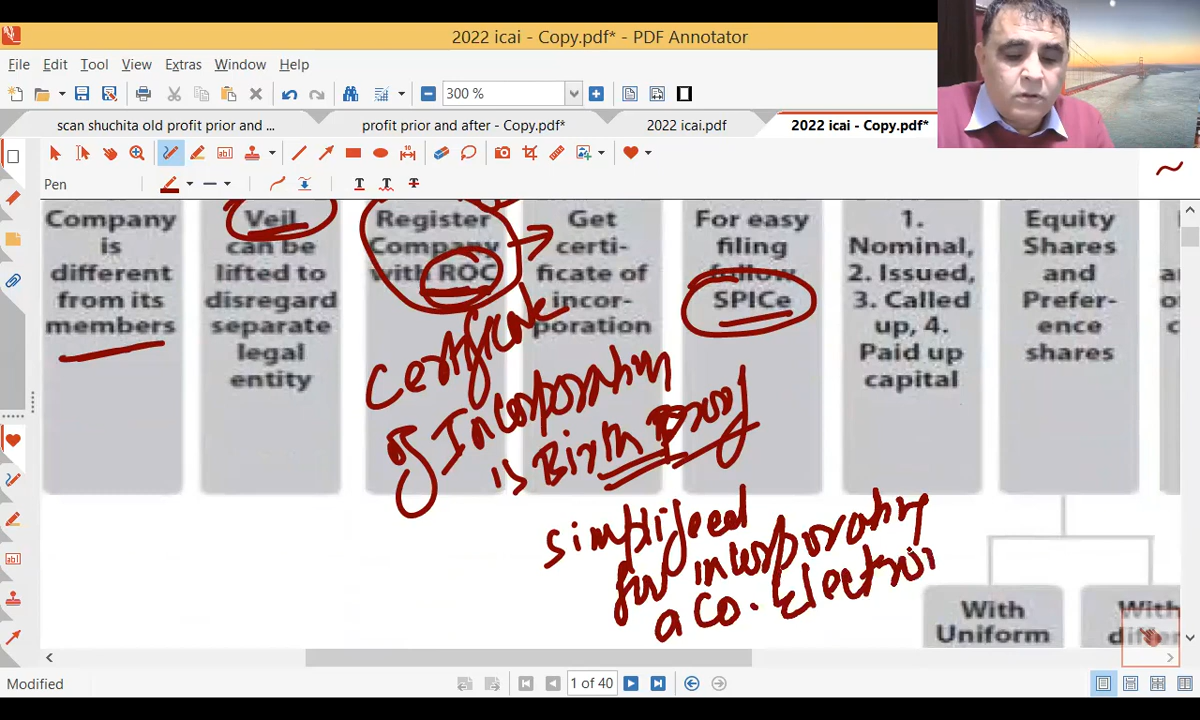 2022 icai - Copy.pdf* - PDF Annotator
File Edit Tool View Extras Window Help
300 %
scan shuchita old profit prior and ...
profit prior and after - Copy.pdf*
2022 icai.pdf
2022 icai - Copy.pdf*
Pen
Company
is
different
from its
members
Veil
can be
lifted to
disregard
separate
legal
entity
Register
Company
with ROC
Get
certi-
ficate of
incor-
poration
For easy
filing
follow
SPICe
1.
Nominal,
2. Issued,
3. Called
up, 4.
Paid up
capital
Equity
Shares
and
Prefer-
ence
shares
Certificate
of Incorporation
is Birth Proof
simplifeed
for incorporating
a co.
With
Uniform
With
Modified
1 of 40